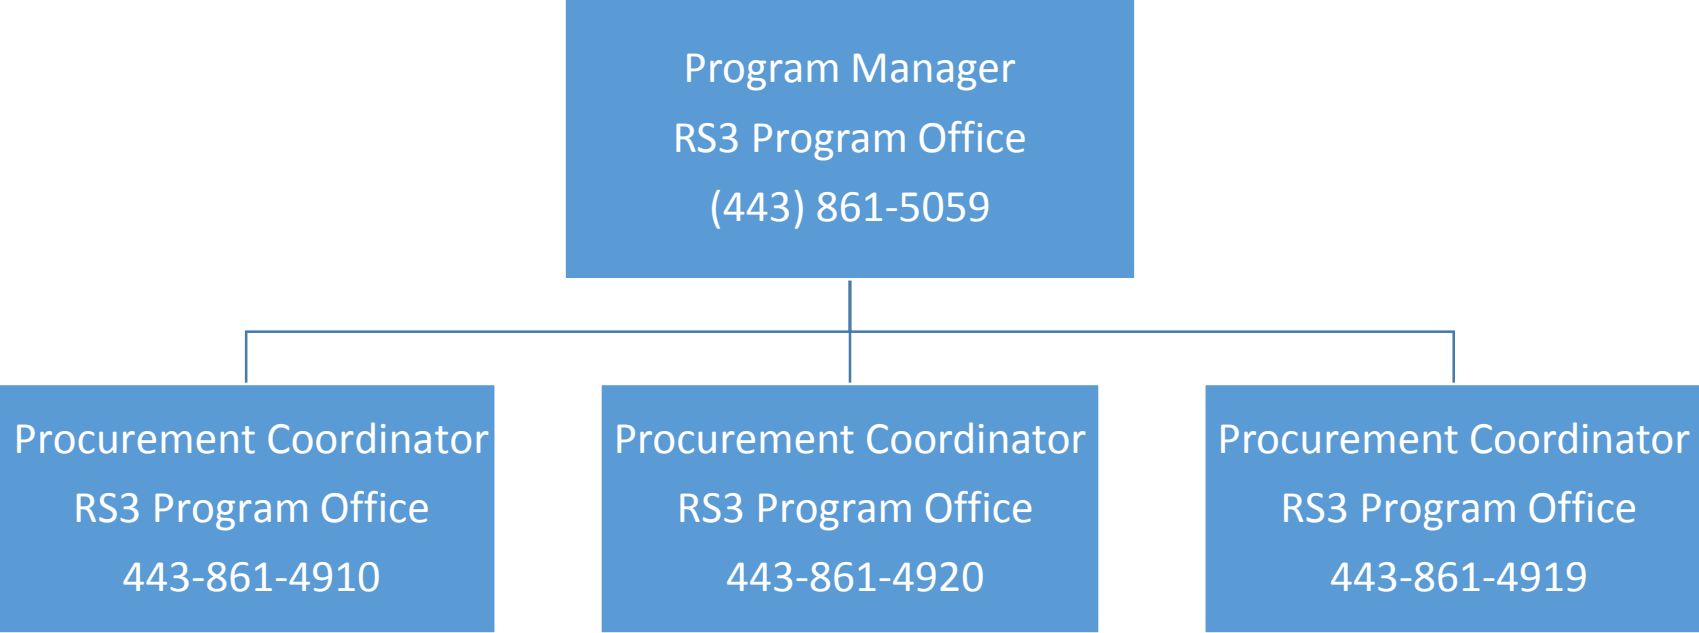 Program Manager
RS3 Program Office
(443) 861-5059
Procurement Coordinator
RS3 Program Office
443-861-4910
Procurement Coordinator
RS3 Program Office
443-861-4920
Procurement Coordinator
RS3 Program Office
443-861-4919